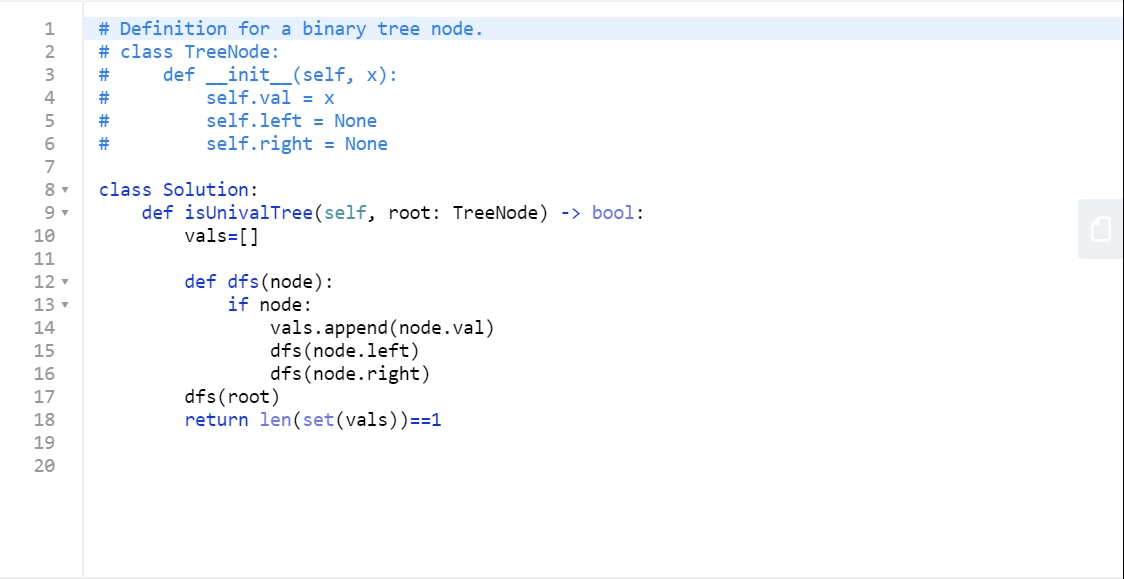 1 # Definition for a binary tree node.
2 # class TreeNode:
3 #     def __init__(self, x):
4 #         self.val = x
5 #         self.left = None
6 #         self.right = None
7
8 class Solution:
9     def isUnivalTree(self, root: TreeNode) -> bool:
10         vals=[]
11
12         def dfs(node):
13             if node:
14                 vals.append(node.val)
15                 dfs(node.left)
16                 dfs(node.right)
17         dfs(root)
18         return len(set(vals))==1
19
20